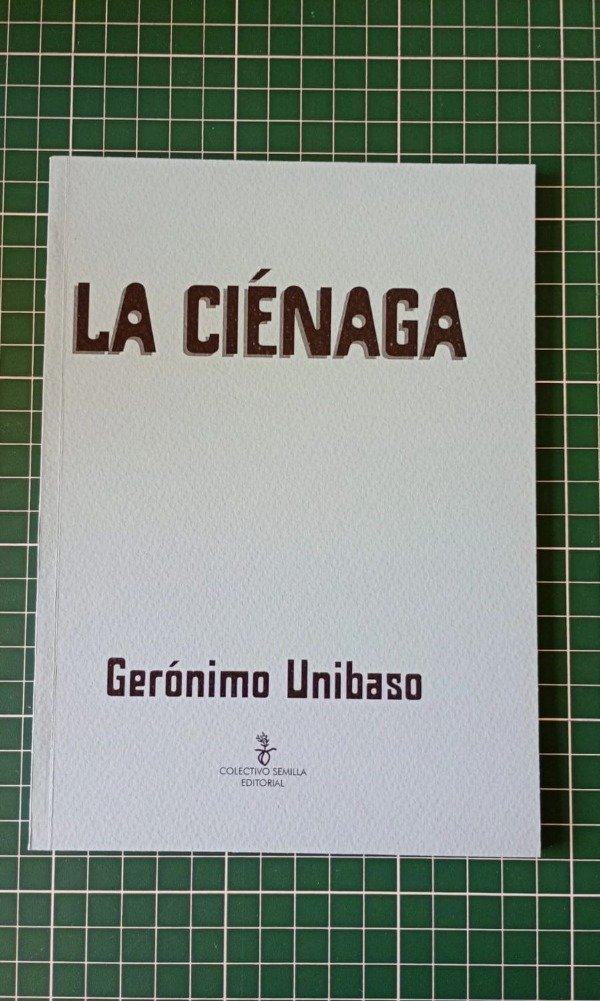 LA CIÉNAGA
Gerónimo Unibaso
COLECTIVO SEMILLA
EDITORIAL